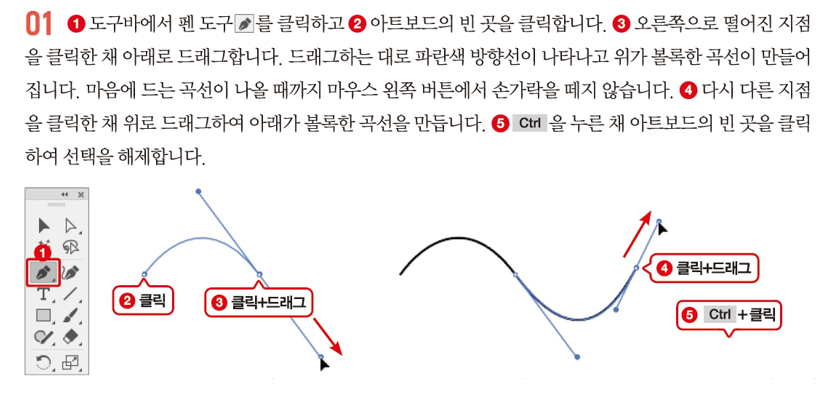 01 ❶ 도구바에서 펜 도구를 클릭하고 ❷ 아트보드의 빈 곳을 클릭합니다. ❸ 오른쪽으로 떨어진 지점
을 클릭한 채 아래로 드래그합니다. 드래그하는 대로 파란색 방향선이 나타나고 위가 볼록한 곡선이 만들어
집니다. 마음에 드는 곡선이 나올 때까지 마우스 왼쪽 버튼에서 손가락을 떼지 않습니다. ❹ 다시 다른 지점
을 클릭한 채 위로 드래그하여 아래가 볼록한 곡선을 만듭니다. ❺ Ctrl 을 누른 채 아트보드의 빈 곳을 클릭
하여 선택을 해제합니다.
❶
❷ 클릭
❸ 클릭+드래그
❹ 클릭+드래그
❺ Ctrl +클릭